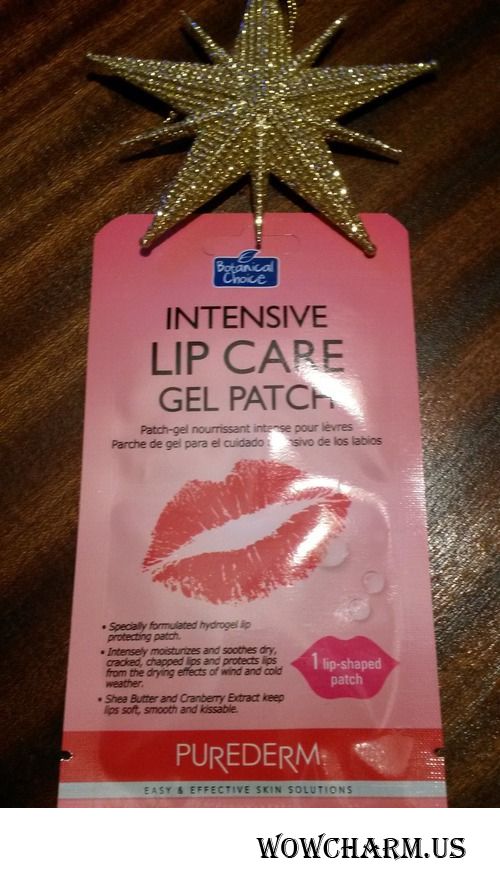 Botanical
Choice
INTENSIVE
LIP CARE
GEL PATCH
Patch-gel nourrissant intense pour lèvres
Parche de gel para el cuidado intensivo de los labios
• Specially formulated hydrogel lip
protecting patch.
• Intensely moisturizes and soothes dry,
cracked, chapped lips and protects lips
from the drying effects of wind and cold
weather.
• Shea Butter and Cranberry Extract keep
lips soft, smooth and kissable.
1 lip-shaped
patch
PUREDERM
EASY & EFFECTIVE SKIN SOLUTIONS
WOWCHARM.US